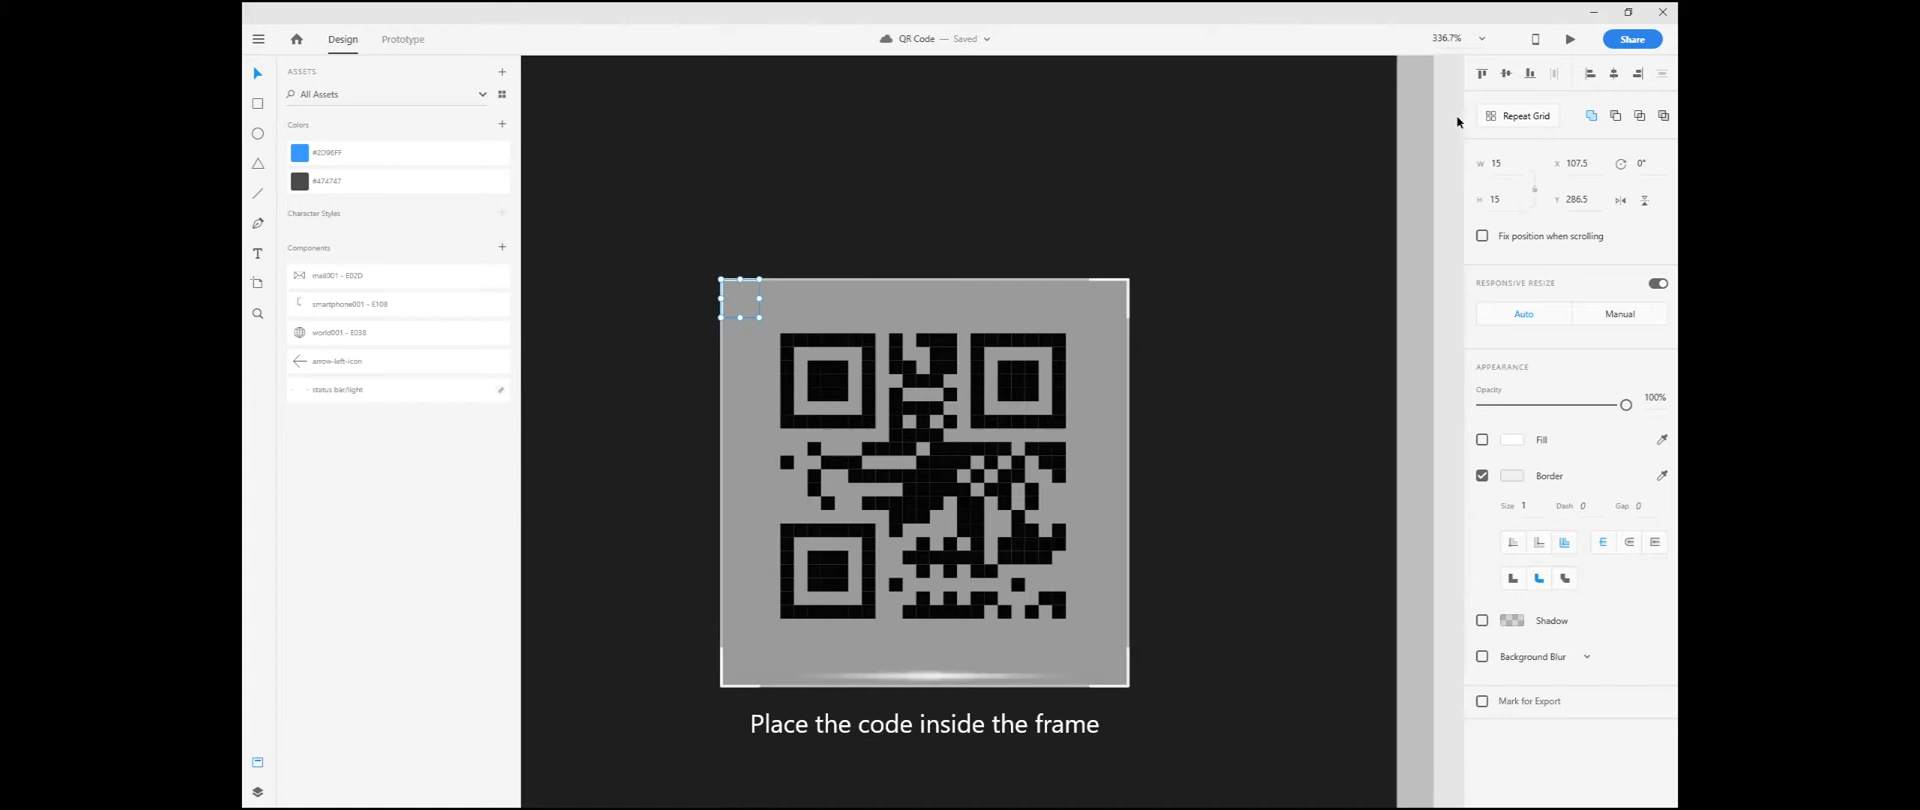 Design
Prototype
QR Code — Saved
336.7%
Share
ASSETS
All Assets
Colors
#2D96FF
#474747
Character Styles
Components
mail001 - E02D
smartphone001 - E108
world001 - E038
arrow-left-icon
status bar/light
Place the code inside the frame
Repeat Grid
W 15
X 107.5
0°
H 15
Y 286.5
Fix position when scrolling
RESPONSIVE RESIZE
Auto
Manual
APPEARANCE
Opacity
100%
Fill
Border
Size 1
Dash 0
Gap 0
Shadow
Background Blur
Mark for Export